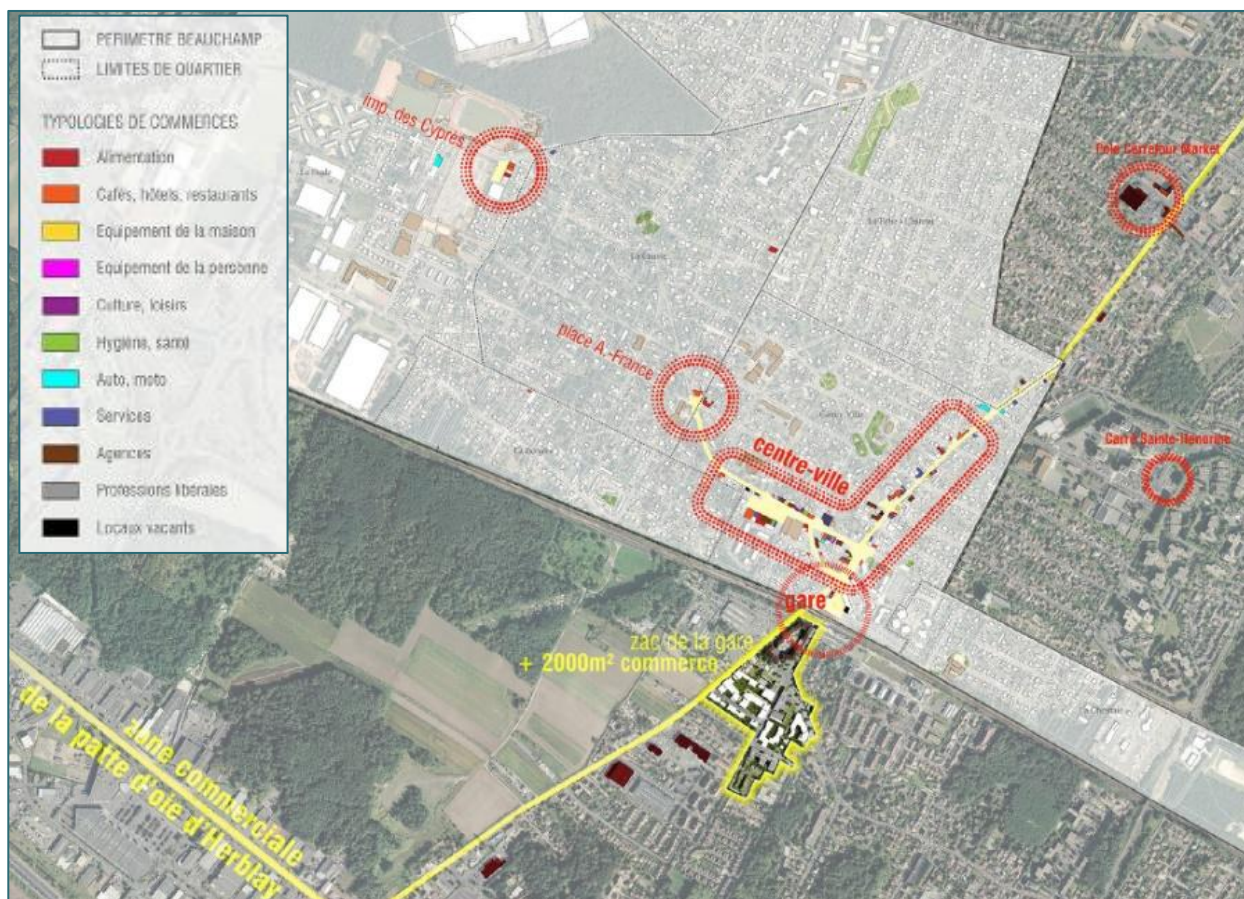 PERIMETRE BEAUCHAMP
LIMITES DE QUARTIER
TYPOLOGIES DE COMMERCES
Alimentation
Cafés, hôtels, restaurants
Equipement de la maison
Equipement de la personne
Culture, loisirs
Hygiène, santé
Auto, moto
Services
Agences
Professions libérales
Locaux vacants
imp. des Cyprès
Pole Carrefour Market
place A.-France
Centre Ville
centre-ville
Carré Sainte-Honorine
gare
zac de la gare
+ 2000m² commerce
zone commerciale
de la patte d'oie d'Herblay